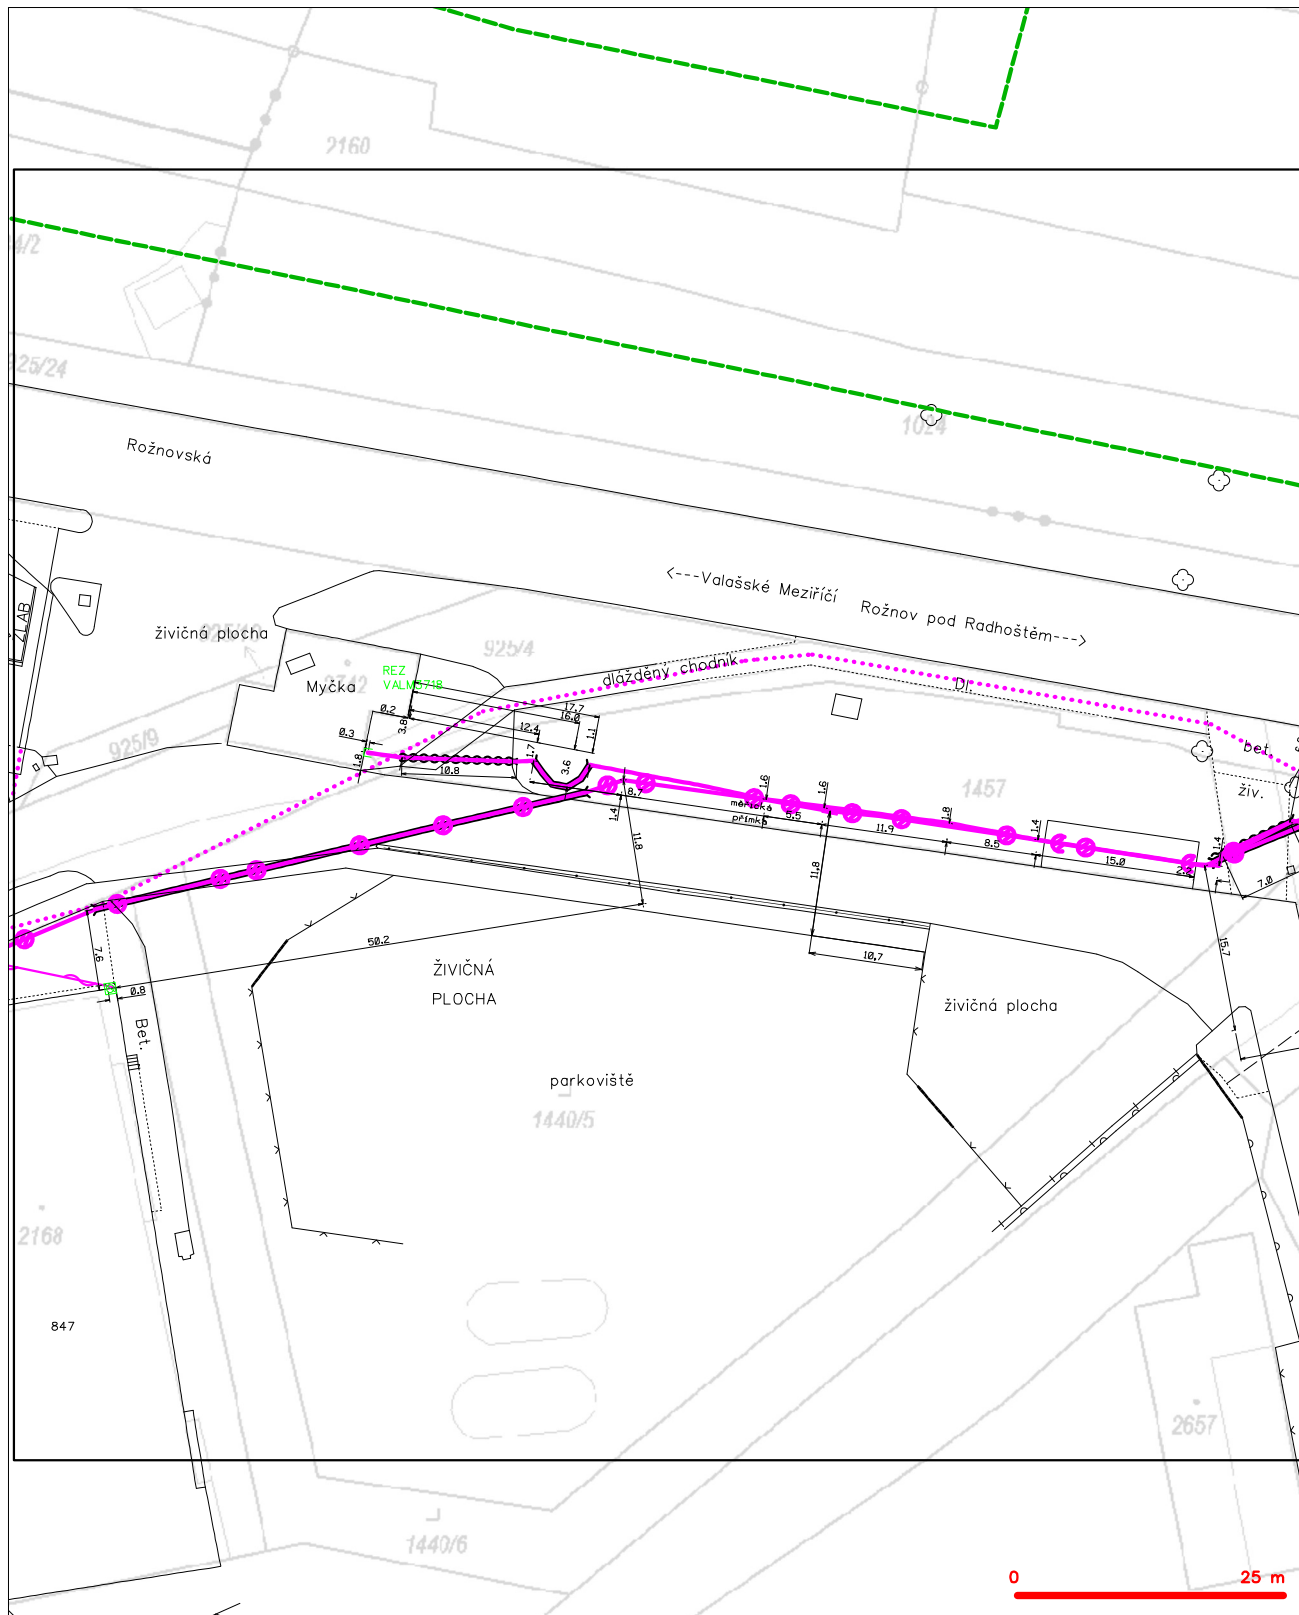 2160
925/24
1024
Rožnovská
<---Valašské Meziříčí
Rožnov pod Radhoštěm--->
ŽLAB
živičná plocha
925/4
REZ
Myčka
dlážděný chodník
Dl.
0.2
17.7
16.0
12.4
3.8
1.1
0.3
1.7
1.8
3.6
10.8
925/9
bet.
živ.
1457
8.7
1.6
1.6
měřická
přímka
5.5
11.9
1.8
1.4
8.5
1.4
11.8
11.8
15.0
1.4
7.0
15.7
50.2
10.7
7.6
0.8
Bet.
ŽIVIČNÁ
PLOCHA
živičná plocha
parkoviště
1440/5
2168
847
2657
1440/6
0
25 m